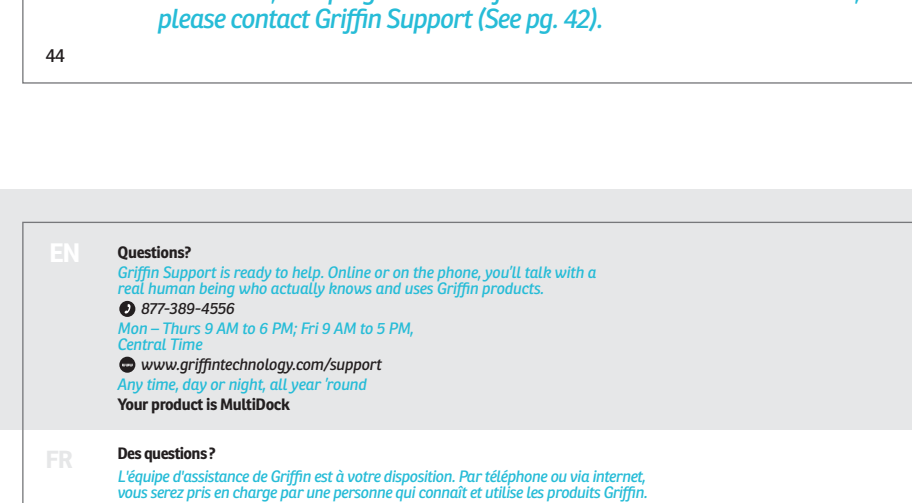 please contact Griffin Support (See pg. 42).
44
EN
Questions?
Griffin Support is ready to help. Online or on the phone, you'll talk with a
real human being who actually knows and uses Griffin products.
877-389-4556
Mon – Thurs 9 AM to 6 PM; Fri 9 AM to 5 PM,
Central Time
www.griffintechnology.com/support
Any time, day or night, all year 'round
Your product is MultiDock
FR
Des questions ?
L'équipe d'assistance de Griffin est à votre disposition. Par téléphone ou via internet,
vous serez pris en charge par une personne qui connaît et utilise les produits Griffin.